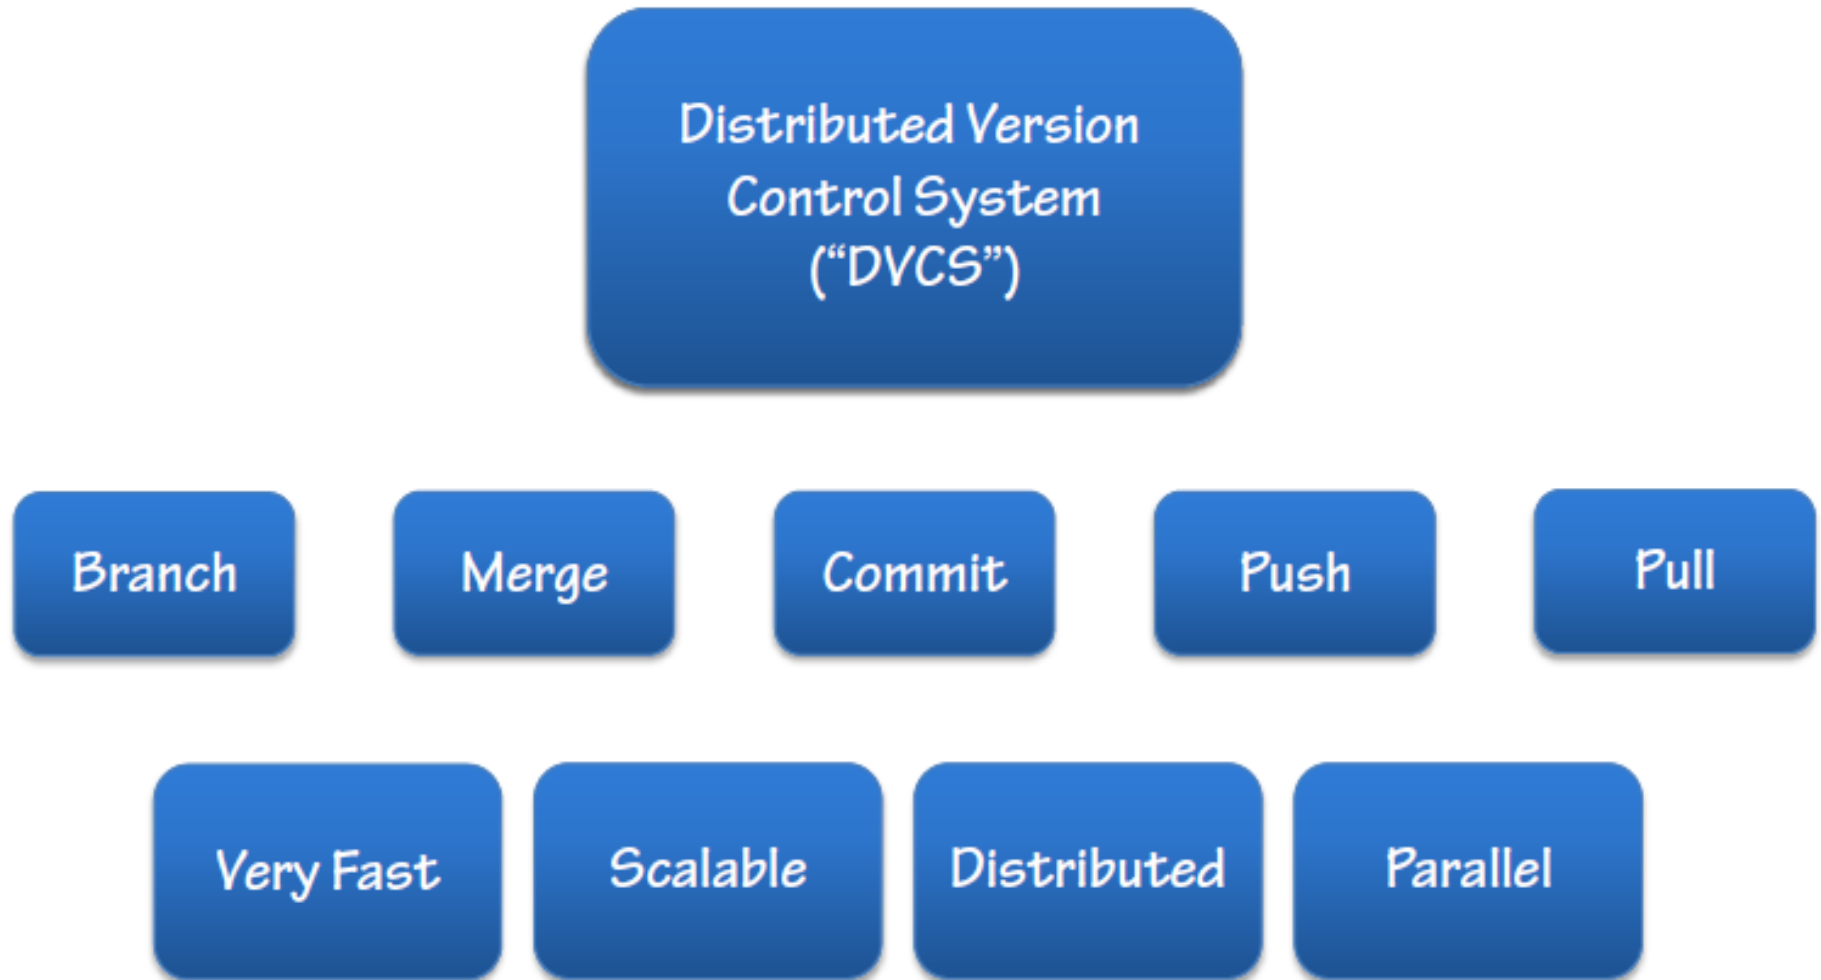 Distributed Version
Control System
(“DVCS”)
Branch
Merge
Commit
Push
Pull
Very Fast
Scalable
Distributed
Parallel